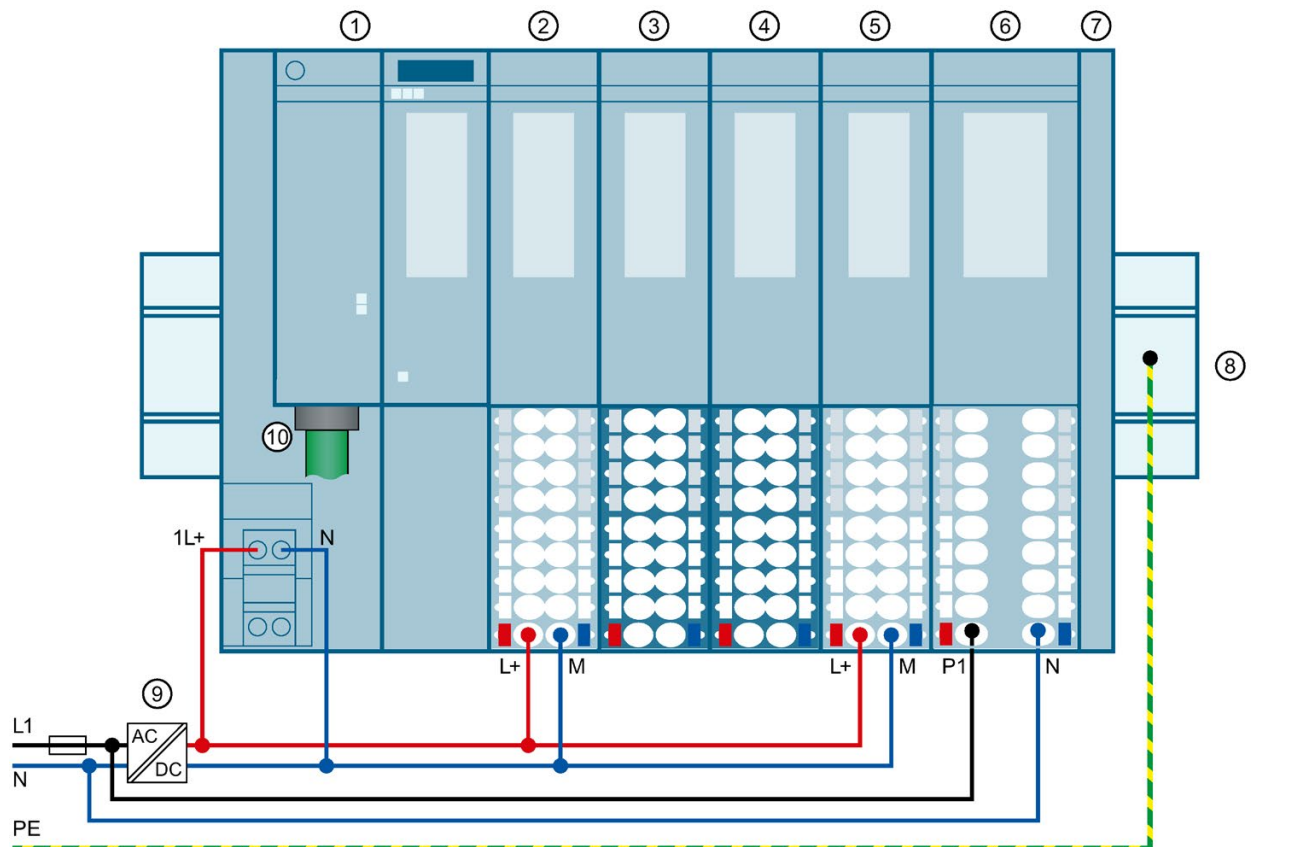 ① ② ③ ④ ⑤ ⑥ ⑦
⑧
⑩
1L+ N
L+ M L+ M P1 N
⑨
L1
AC
DC
N
PE